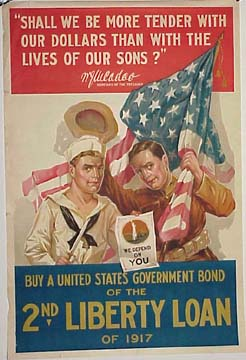 "SHALL WE BE MORE TENDER WITH
OUR DOLLARS THAN WITH THE
LIVES OF OUR SONS?"
W G McAdoo
SECRETARY OF THE TREASURY
WE DEPEND
ON
YOU
BUY A UNITED STATES GOVERNMENT BOND
OF THE
2ND LIBERTY LOAN
OF 1917